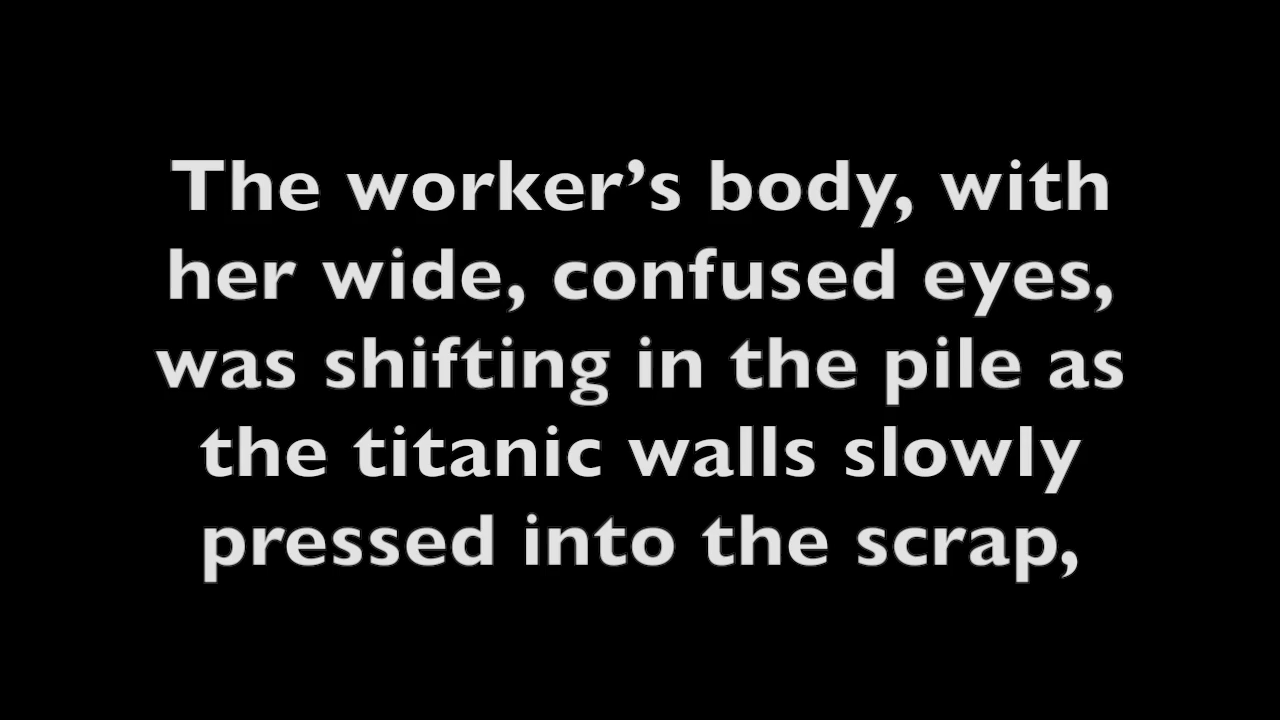 The worker’s body, with
her wide, confused eyes,
was shifting in the pile as
the titanic walls slowly
pressed into the scrap,